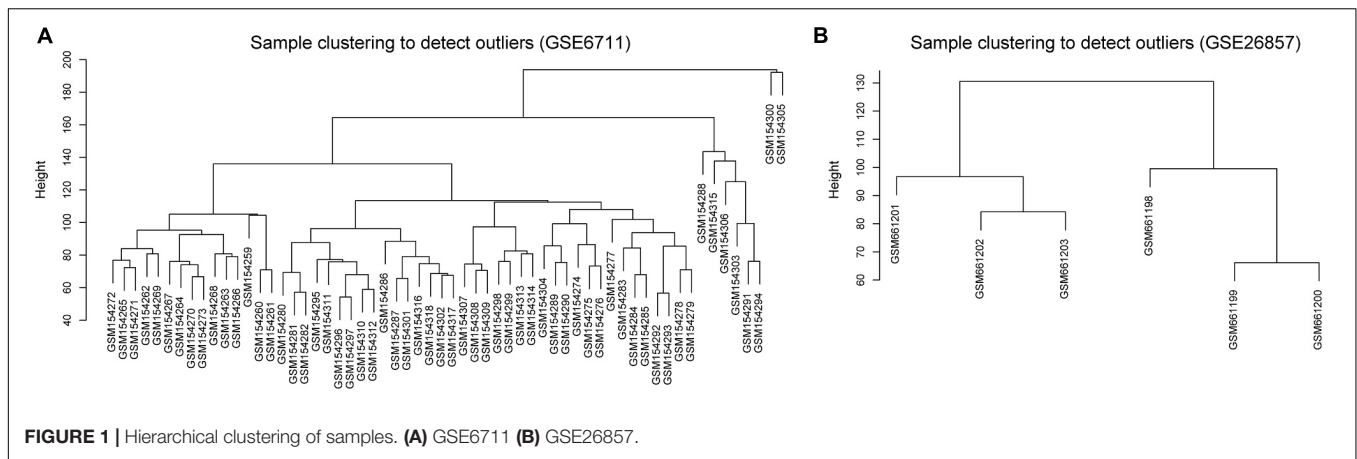 A
Sample clustering to detect outliers (GSE6711)
Height
200
180
160
140
120
100
80
60
40
GSM154272
GSM154265
GSM154271
GSM154262
GSM154269
GSM154267
GSM154264
GSM154270
GSM154273
GSM154268
GSM154263
GSM154266
GSM154259
GSM154260
GSM154261
GSM154280
GSM154281
GSM154282
GSM154295
GSM154311
GSM154296
GSM154297
GSM154310
GSM154312
GSM154286
GSM154287
GSM154301
GSM154316
GSM154318
GSM154302
GSM154317
GSM154307
GSM154308
GSM154309
GSM154298
GSM154299
GSM154313
GSM154314
GSM154304
GSM154289
GSM154290
GSM154274
GSM154275
GSM154276
GSM154277
GSM154283
GSM154284
GSM154285
GSM154292
GSM154293
GSM154278
GSM154279
GSM154288
GSM154315
GSM154306
GSM154303
GSM154291
GSM154294
GSM154300
GSM154305
B
Sample clustering to detect outliers (GSE26857)
Height
130
120
110
100
90
80
70
60
GSM661201
GSM661202
GSM661203
GSM661198
GSM661199
GSM661200
FIGURE 1 | Hierarchical clustering of samples. (A) GSE6711 (B) GSE26857.